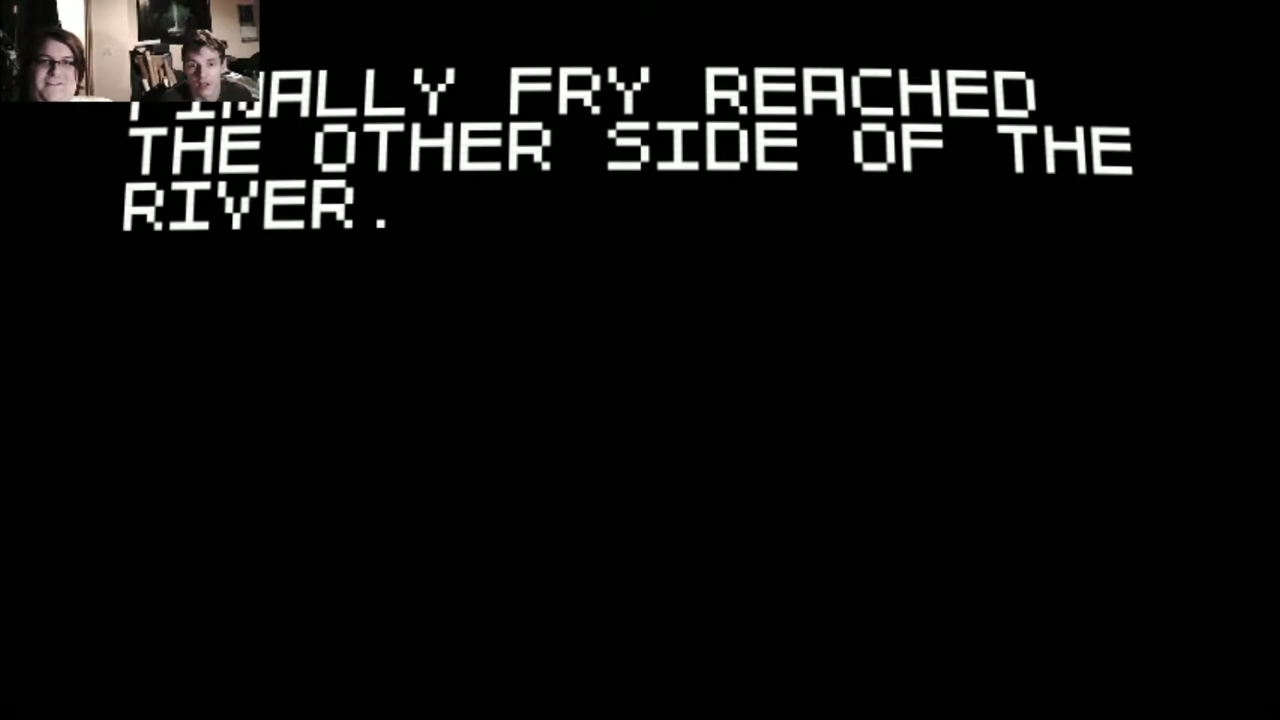 FINALLY FRY REACHED
THE OTHER SIDE OF THE
RIVER.